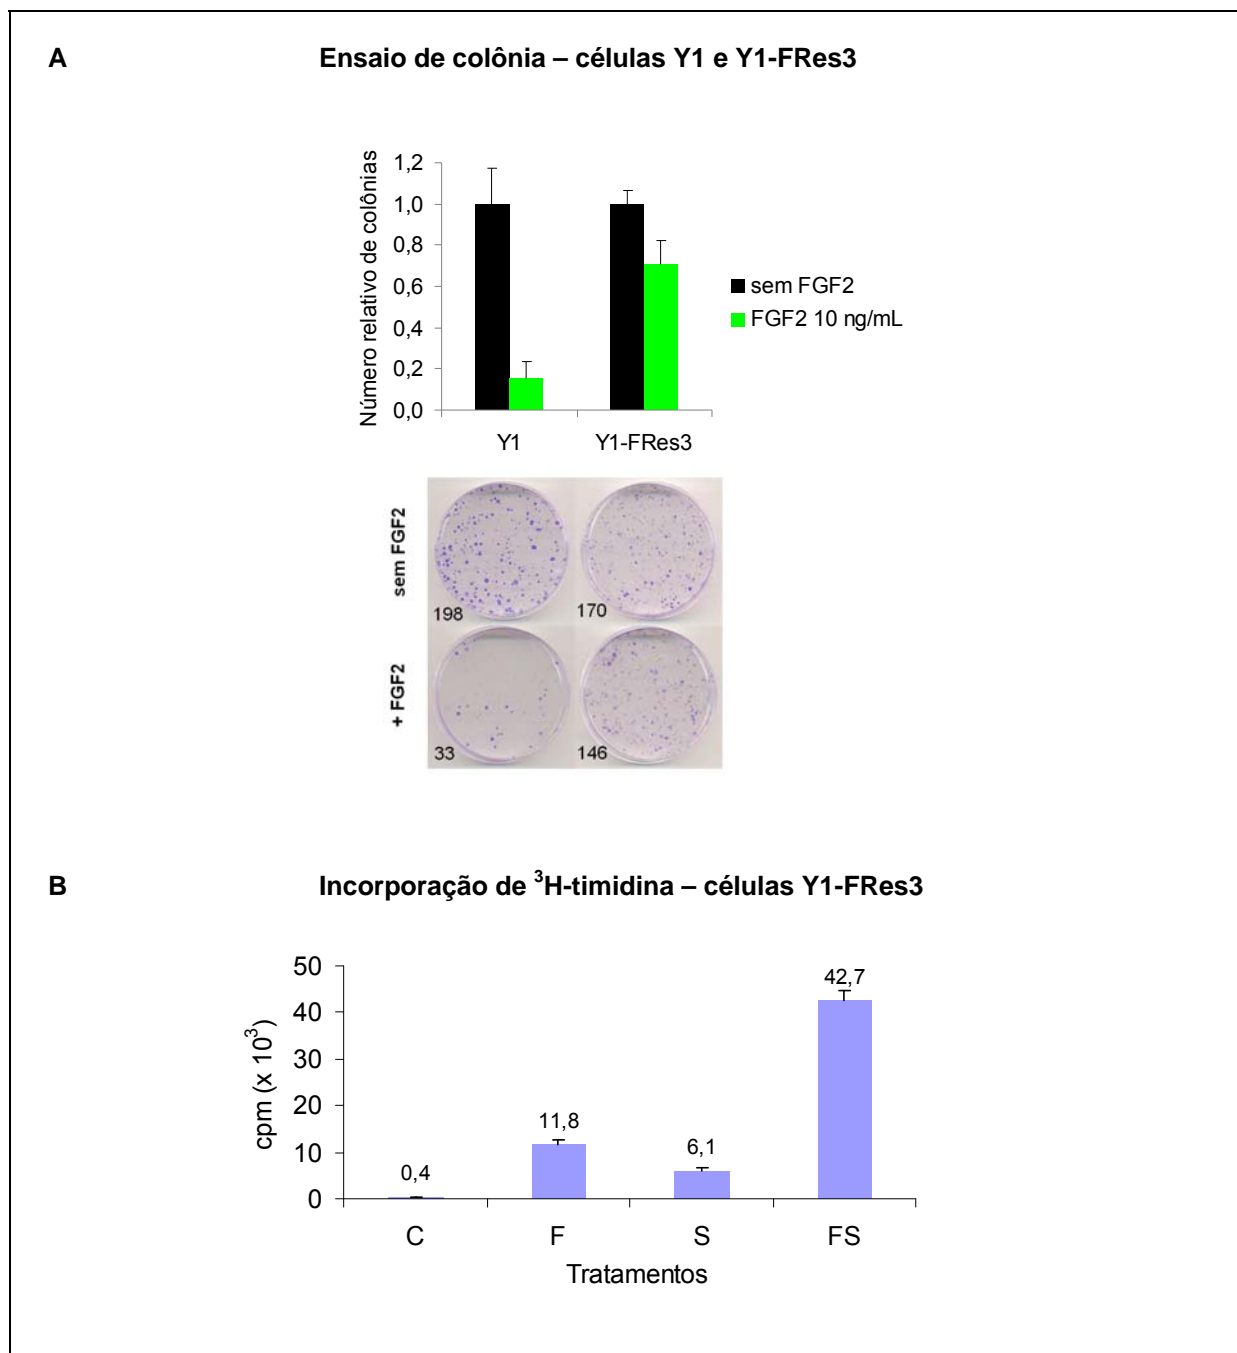 A
Ensaio de colônia – células Y1 e Y1-FRes3
Número relativo de colônias
1,2
1,0
0,8
0,6
0,4
0,2
0,0
Y1
Y1-FRes3
sem FGF2
FGF2 10 ng/mL
sem FGF2
198
170
+ FGF2
33
146
B
Incorporação de ³H-timidina – células Y1-FRes3
cpm (x 10³)
50
40
30
20
10
0
0,4
11,8
6,1
42,7
C
F
S
FS
Tratamentos